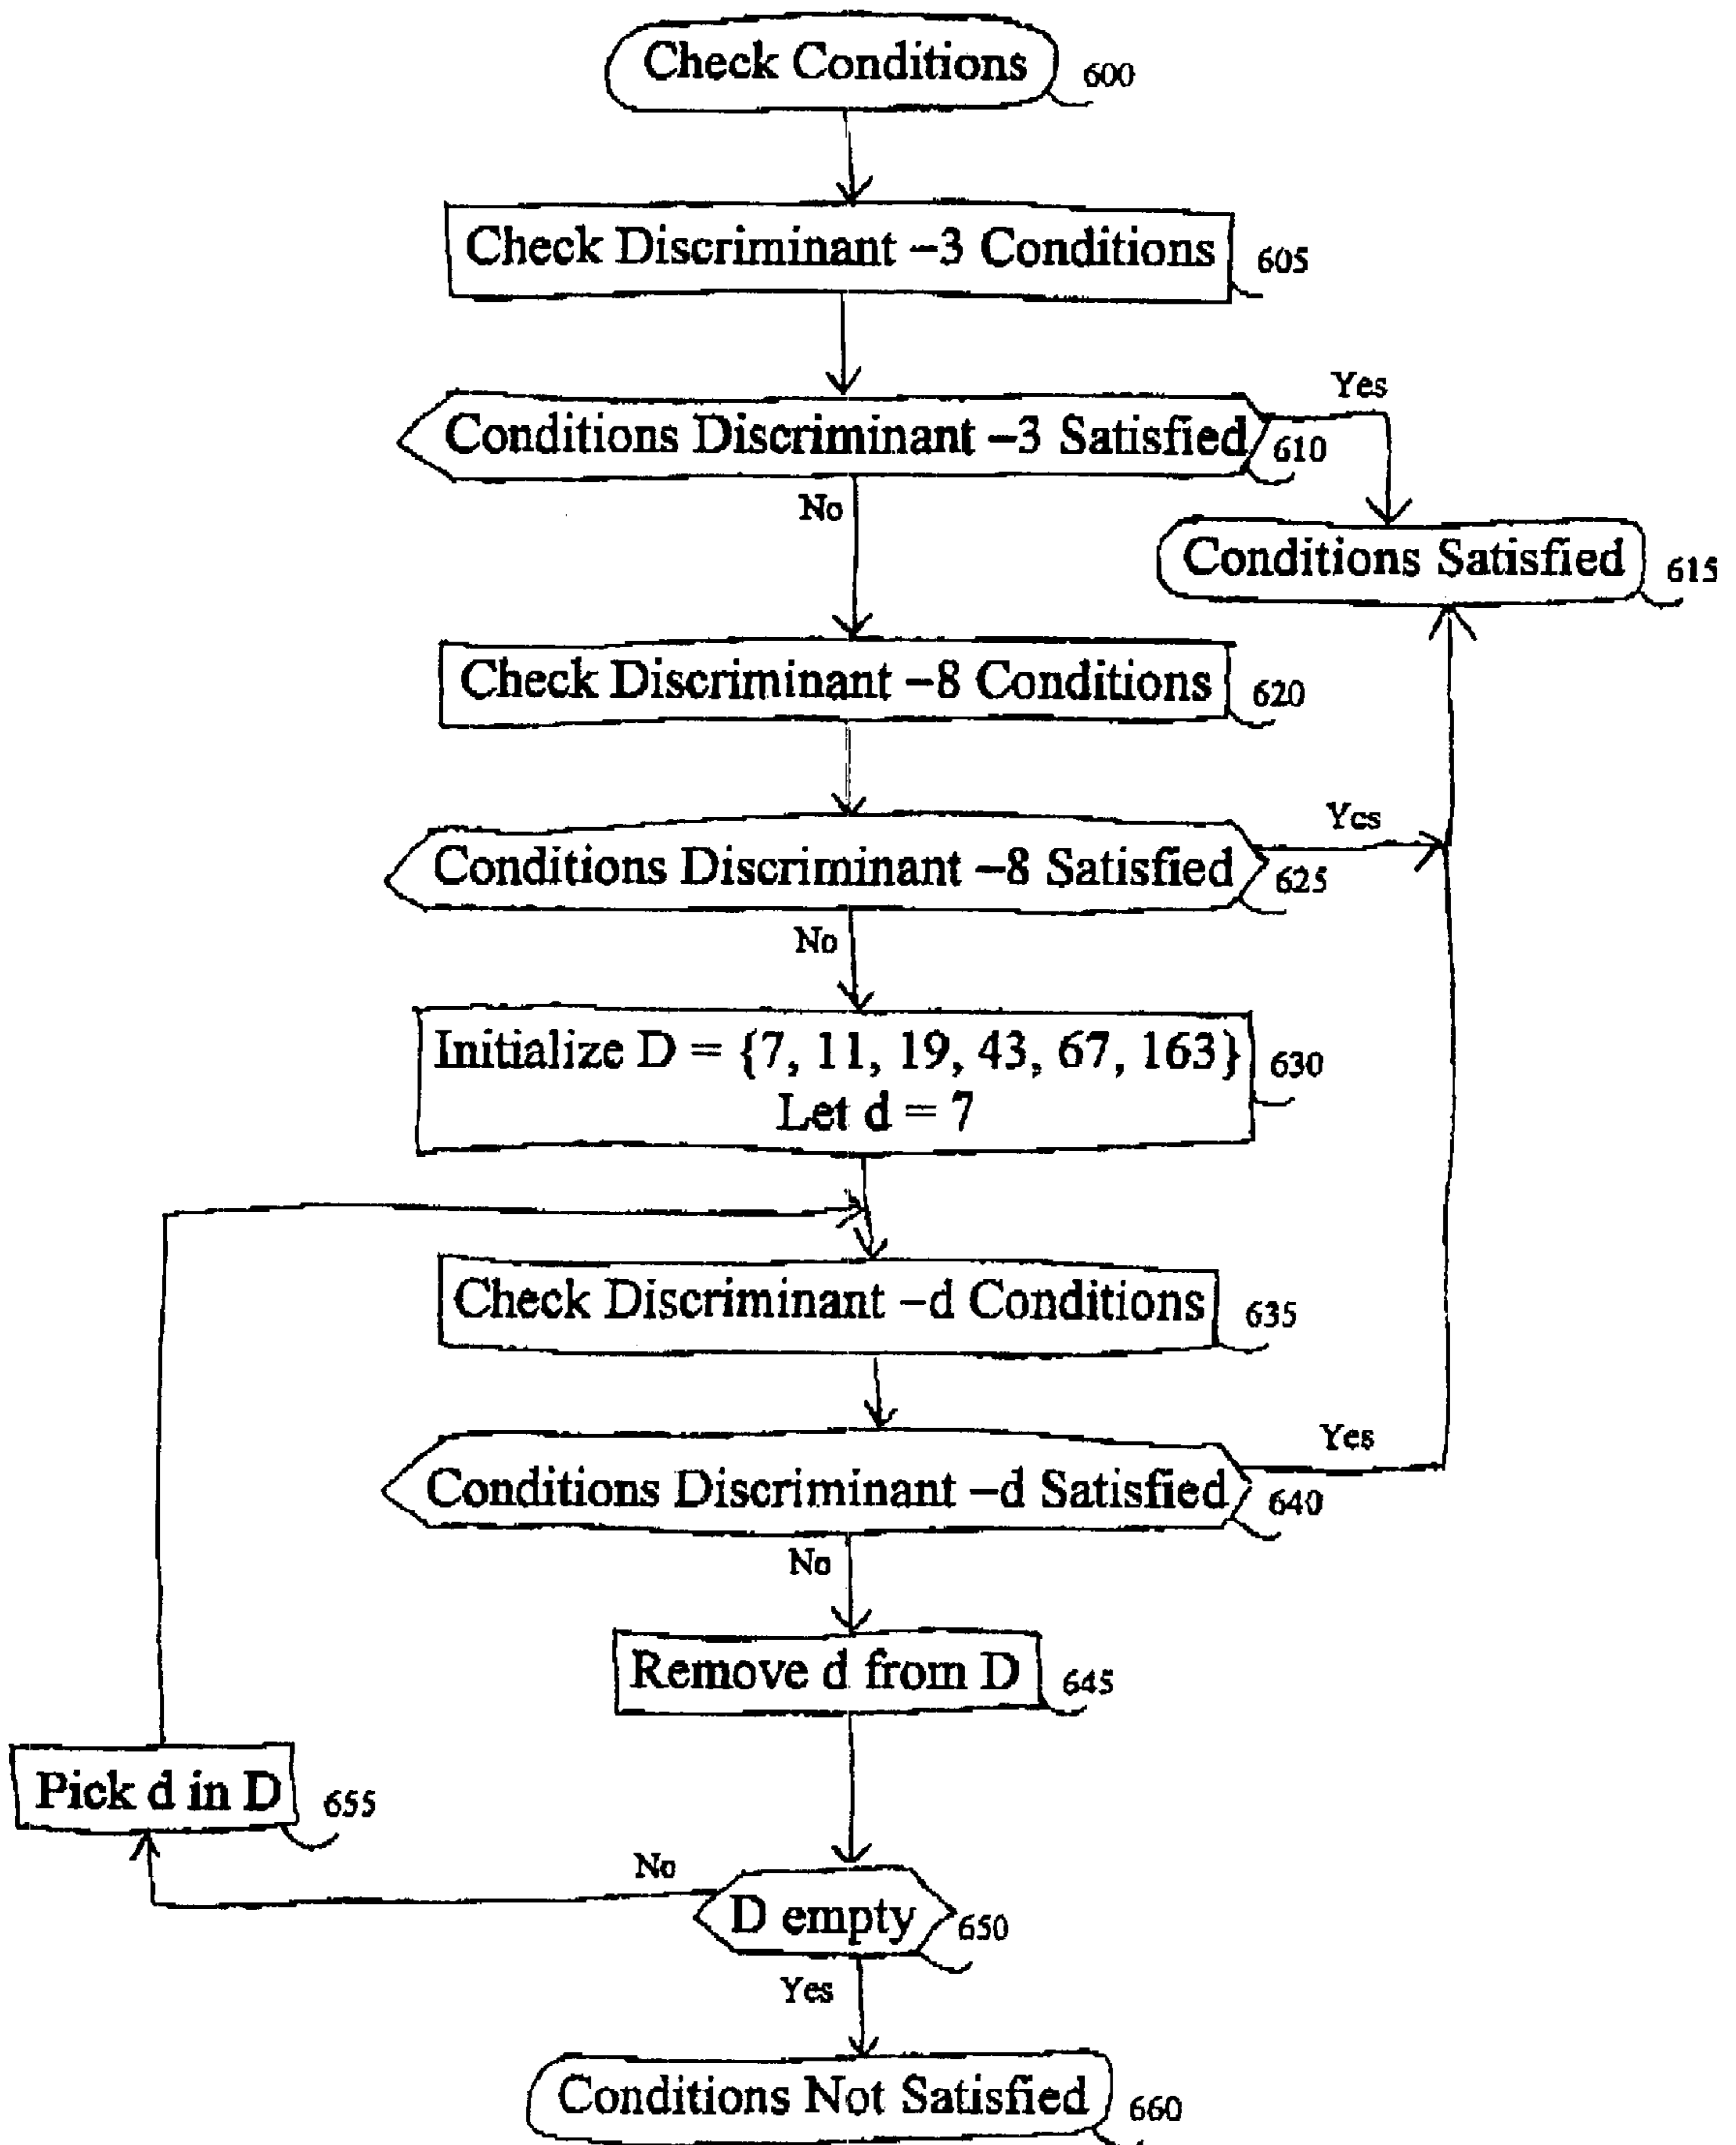 Check Conditions
600
Check Discriminant –3 Conditions
605
Yes
Conditions Discriminant –3 Satisfied
610
No
Conditions Satisfied
615
Check Discriminant –8 Conditions
620
Yes
Conditions Discriminant –8 Satisfied
625
No
Initialize D = {7, 11, 19, 43, 67, 163}
Let d = 7
630
Check Discriminant –d Conditions
635
Yes
Conditions Discriminant –d Satisfied
640
No
Remove d from D
645
Pick d in D
655
No
D empty
650
Yes
Conditions Not Satisfied
660